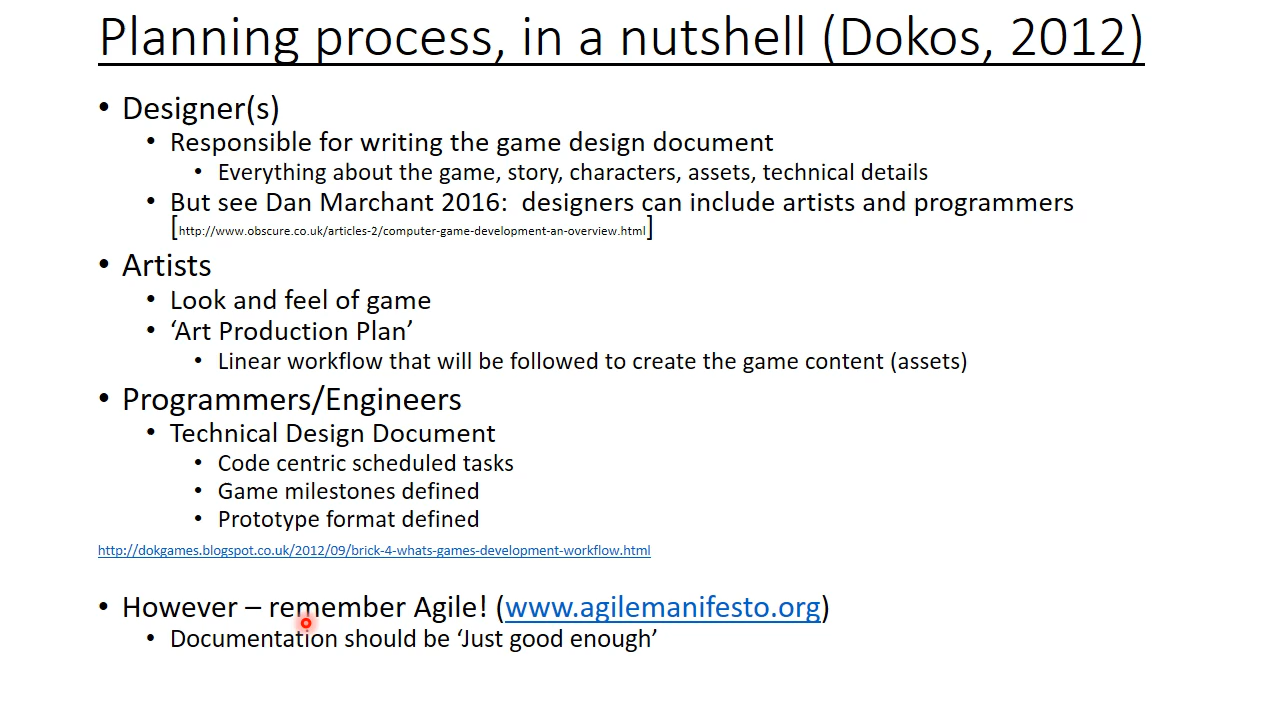 Planning process, in a nutshell (Dokos, 2012)
• Designer(s)
• Responsible for writing the game design document
• Everything about the game, story, characters, assets, technical details
• But see Dan Marchant 2016:  designers can include artists and programmers
[http://www.obscure.co.uk/articles-2/computer-game-development-an-overview.html]
• Artists
• Look and feel of game
• ‘Art Production Plan’
• Linear workflow that will be followed to create the game content (assets)
• Programmers/Engineers
• Technical Design Document
• Code centric scheduled tasks
• Game milestones defined
• Prototype format defined
http://dokgames.blogspot.co.uk/2012/09/brick-4-whats-games-development-workflow.html
• However – remember Agile! (www.agilemanifesto.org)
• Documentation should be ‘Just good enough’